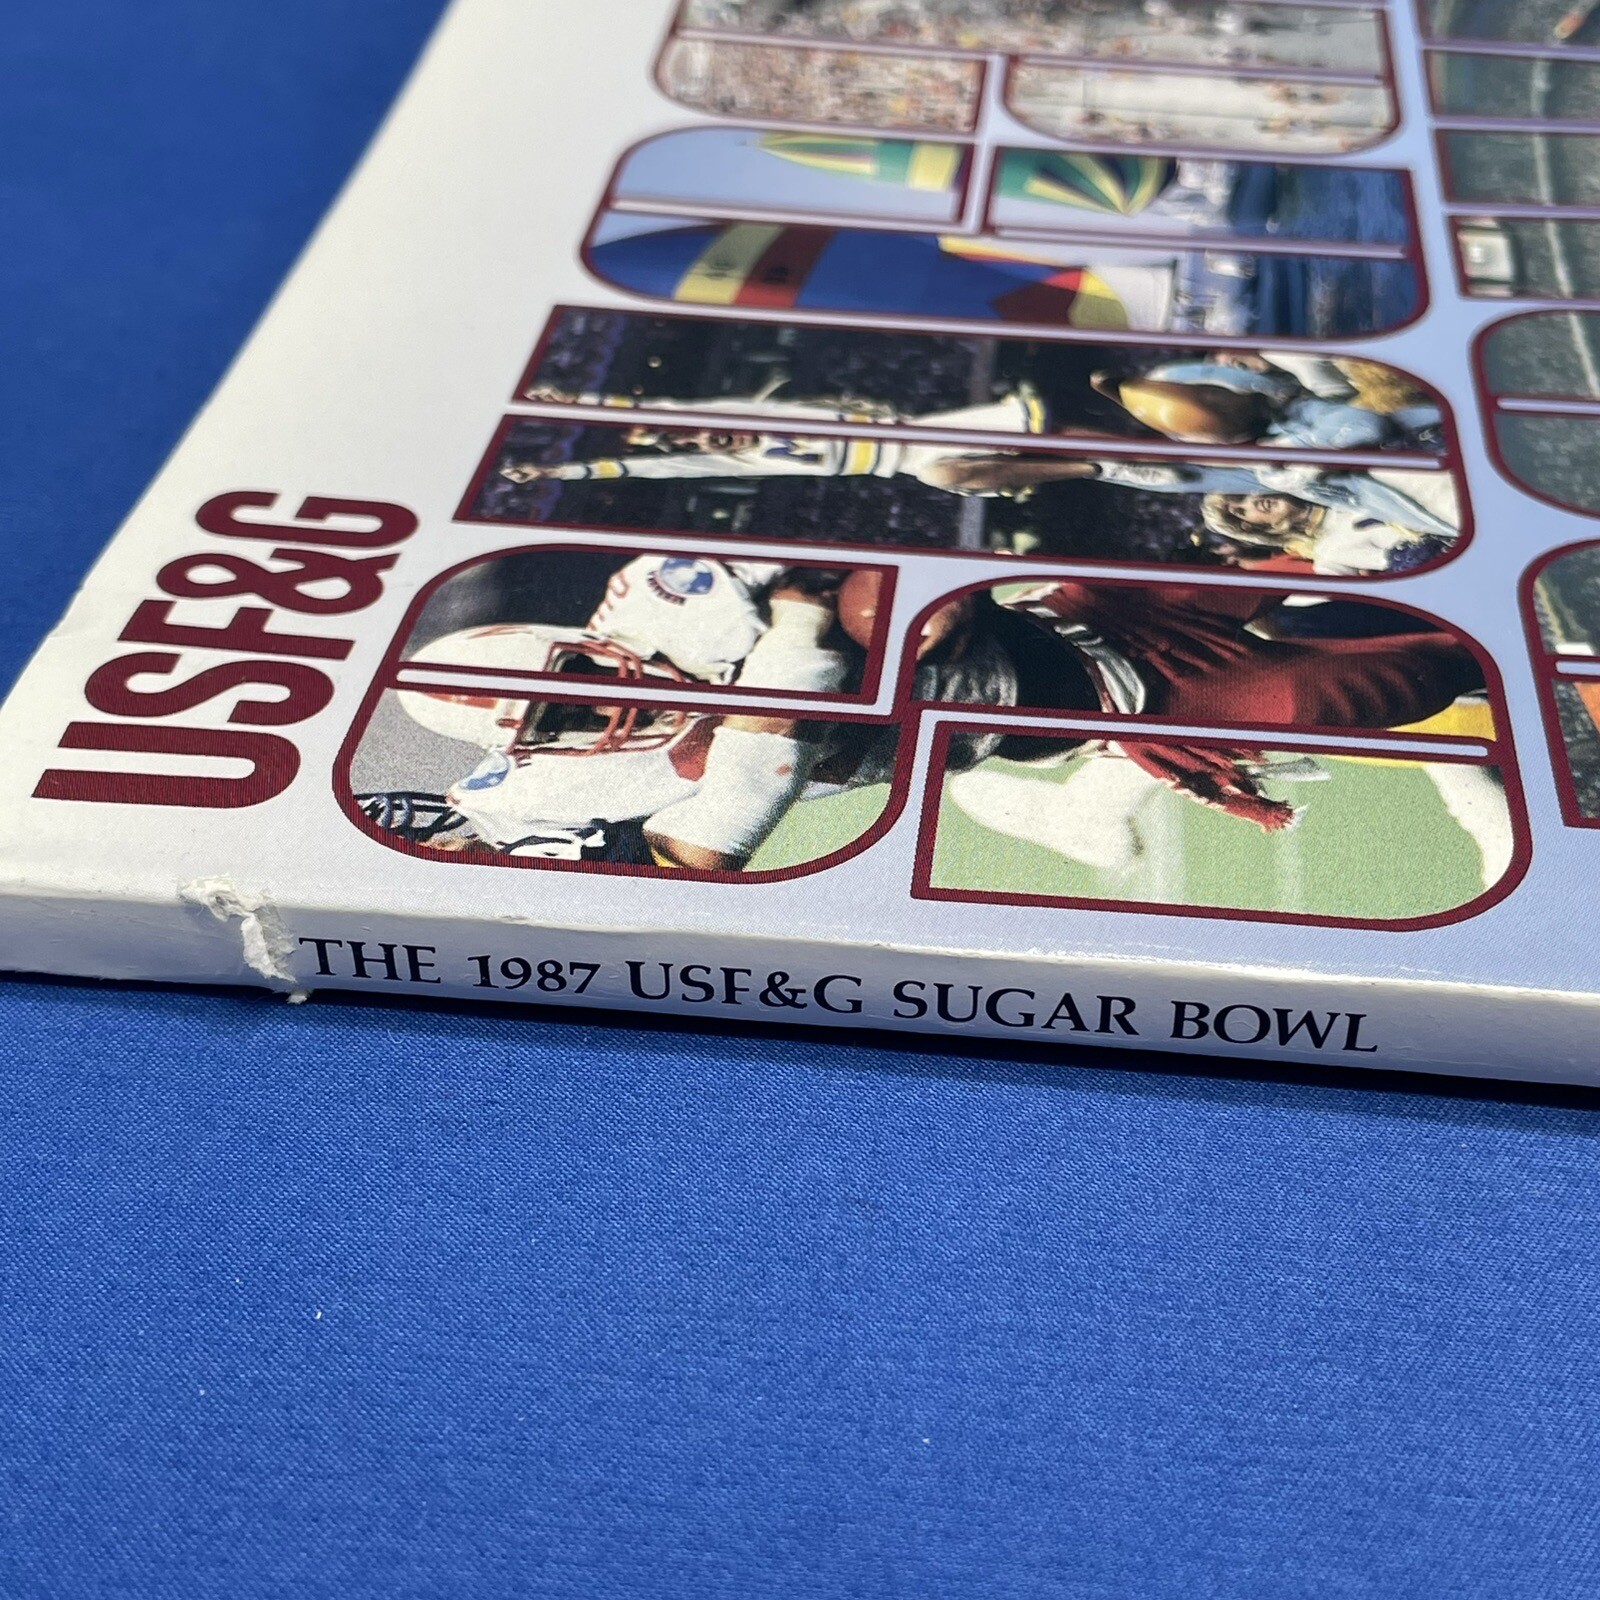 USF&G
THE 1987 USF&G SUGAR BOWL